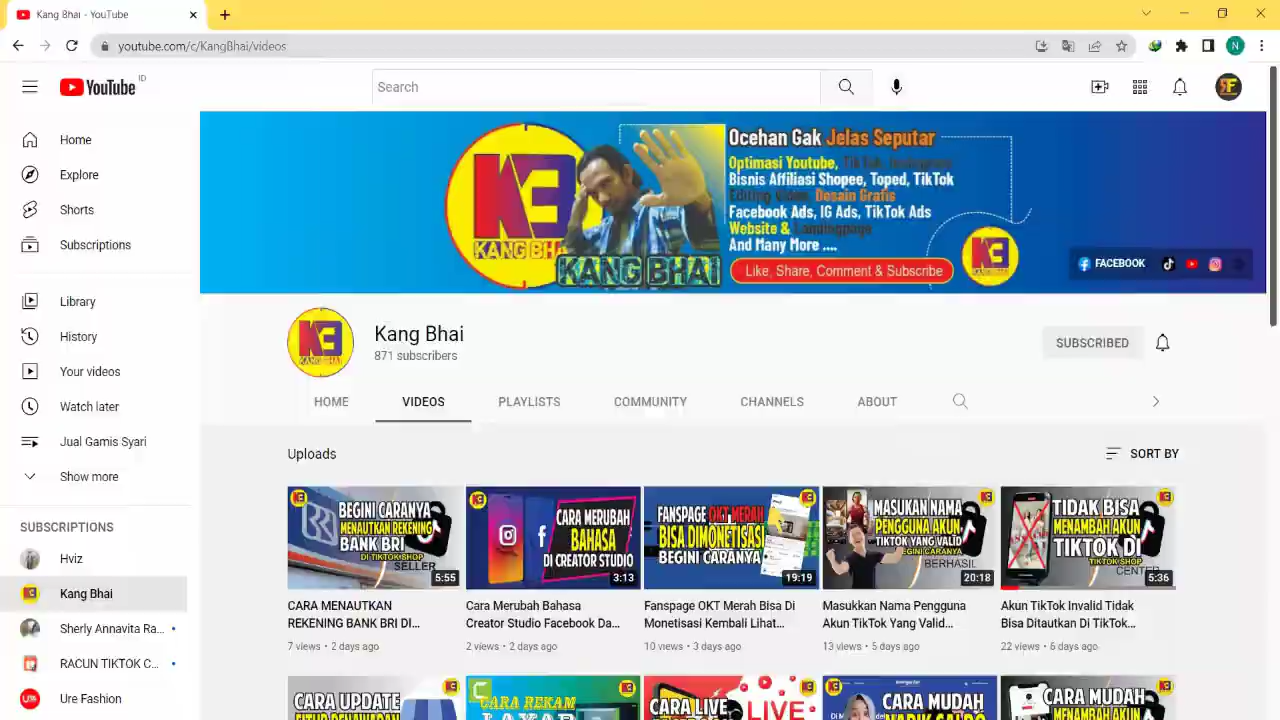 Kang Bhai - YouTube
youtube.com/c/KangBhai/videos
N
YouTube ID
Search
RF
Home
Explore
Shorts
Subscriptions
Library
History
Your videos
Watch later
Jual Gamis Syari
Show more
SUBSCRIPTIONS
Hviz
Kang Bhai
Sherly Annavita Ra...
RACUN TIKTOK C...
Ure Fashion
Ocehan Gak Jelas Seputar
Optimasi Youtube, TikTok, Instagram
Bisnis Affiliasi Shopee, Toped, TikTok
Editing Video, Desain Grafis
Facebook Ads, IG Ads, TikTok Ads
Website & Landingpage
And Many More ....
Like, Share, Comment & Subscribe
KANG BHAI
FACEBOOK
Kang Bhai
871 subscribers
SUBSCRIBED
HOME
VIDEOS
PLAYLISTS
COMMUNITY
CHANNELS
ABOUT
Uploads
SORT BY
BEGINI CARANYA
MENAUTKAN REKENING
BANK BRI
DI TIKTOK SHOP
SELLER
5:55
CARA MENAUTKAN
REKENING BANK BRI DI...
7 views • 2 days ago
CARA MERUBAH
BAHASA
DI CREATOR STUDIO
3:13
Cara Merubah Bahasa
Creator Studio Facebook Da...
2 views • 2 days ago
FANSPAGE OKT MERAH
BISA DIMONETISASI
BEGINI CARANYA
19:19
Fanspage OKT Merah Bisa Di
Monetisasi Kembali Lihat...
10 views • 3 days ago
MASUKAN NAMA
PENGGUNA AKUN
TIKTOK YANG VALID
BEGINI CARANYA
BERHASIL
20:18
Masukkan Nama Pengguna
Akun TikTok Yang Valid...
13 views • 5 days ago
TIDAK BISA
MENAMBAH AKUN
TIKTOK DI
TIKTOK SHOP
CENTER
5:36
Akun TikTok Invalid Tidak
Bisa Ditautkan Di TikTok...
22 views • 6 days ago
CARA UPDATE
CARA REKAM
LAYAR
CARA LIVE
LIVE
CARA MUDAH
CARA MUDAH